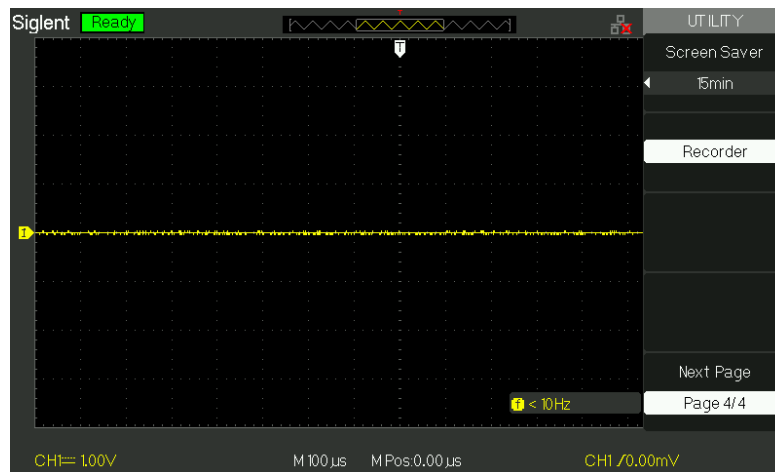 Siglent Ready
T
UTILITY
Screen Saver
15min
Recorder
1
f < 10Hz
Next Page
Page 4/4
CH1 1.00V M 100µs M Pos:0.00µs CH1 / 0.00mV